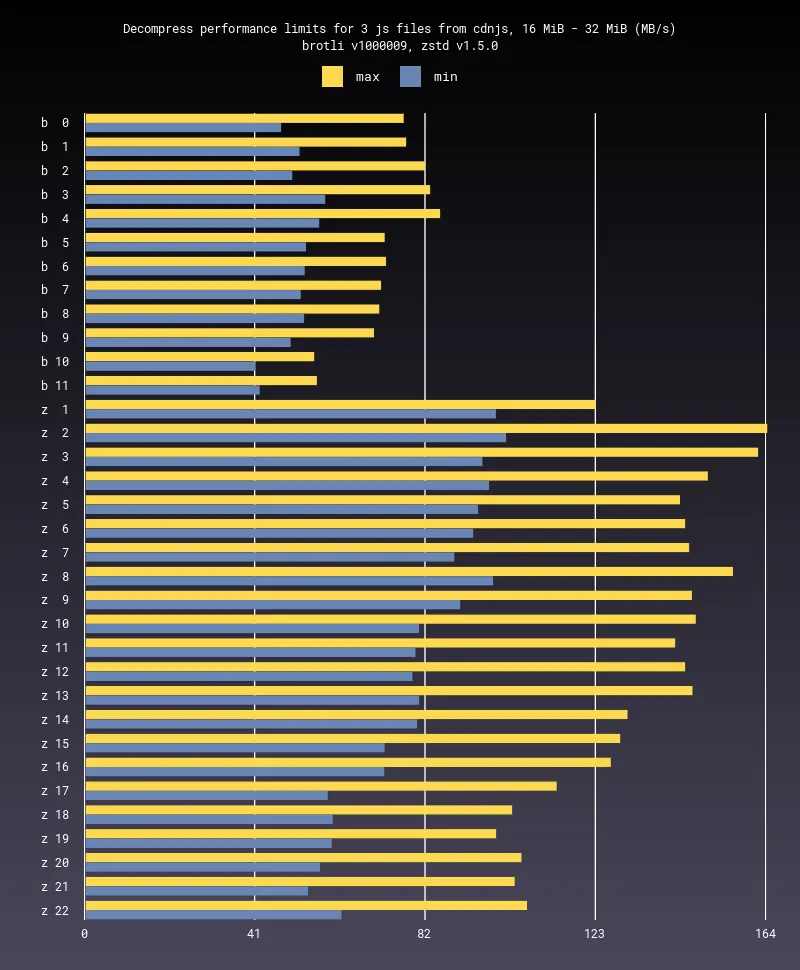 Decompress performance limits for 3 js files from cdnjs, 16 MiB - 32 MiB (MB/s)
brotli v1000009, zstd v1.5.0
max min
b 0
b 1
b 2
b 3
b 4
b 5
b 6
b 7
b 8
b 9
b 10
b 11
z 1
z 2
z 3
z 4
z 5
z 6
z 7
z 8
z 9
z 10
z 11
z 12
z 13
z 14
z 15
z 16
z 17
z 18
z 19
z 20
z 21
z 22
0 41 82 123 164